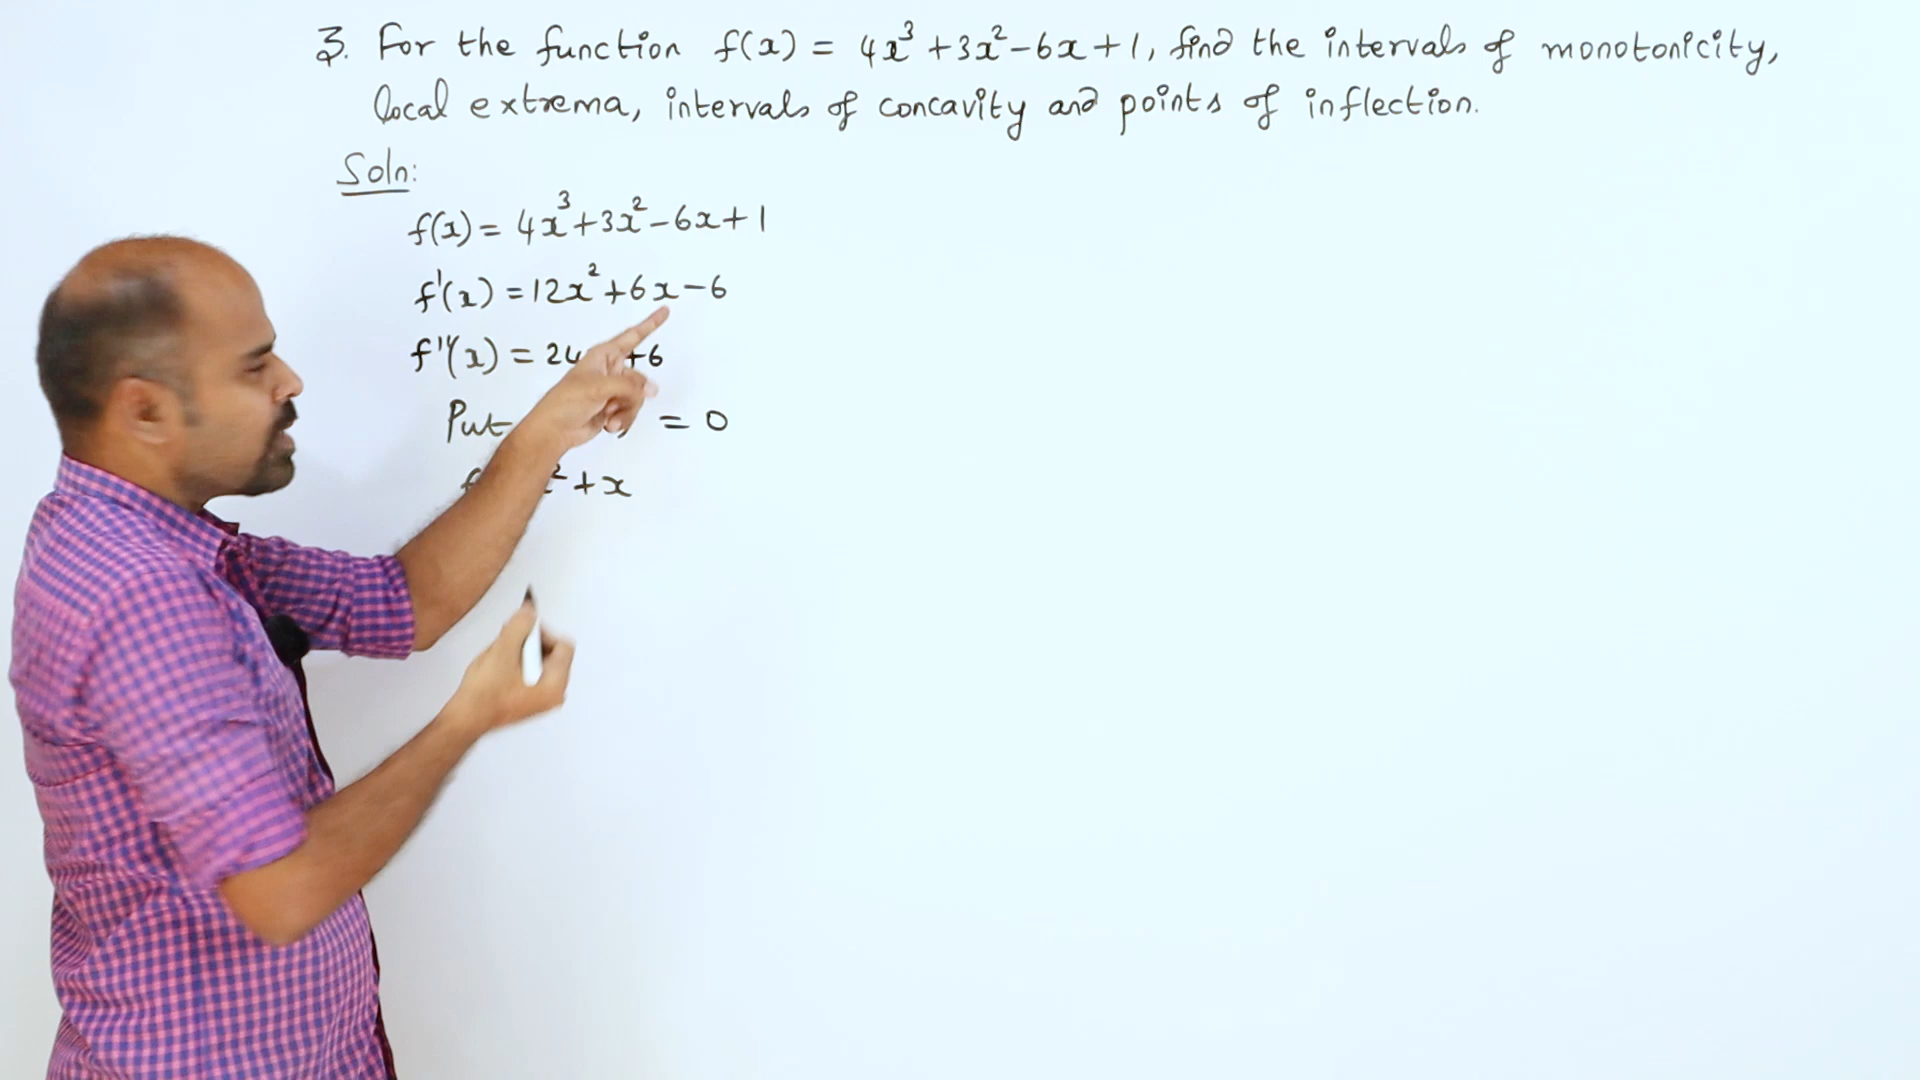 3. For the function f(x) = 4x³+3x²-6x+1, find the intervals of monotonicity,
local extrema, intervals of concavity and points of inflection.
Soln:
f(x) = 4x³+3x²-6x+1
f'(x) = 12x²+6x-6
f''(x) = 24 +6
Put = 0
²+x